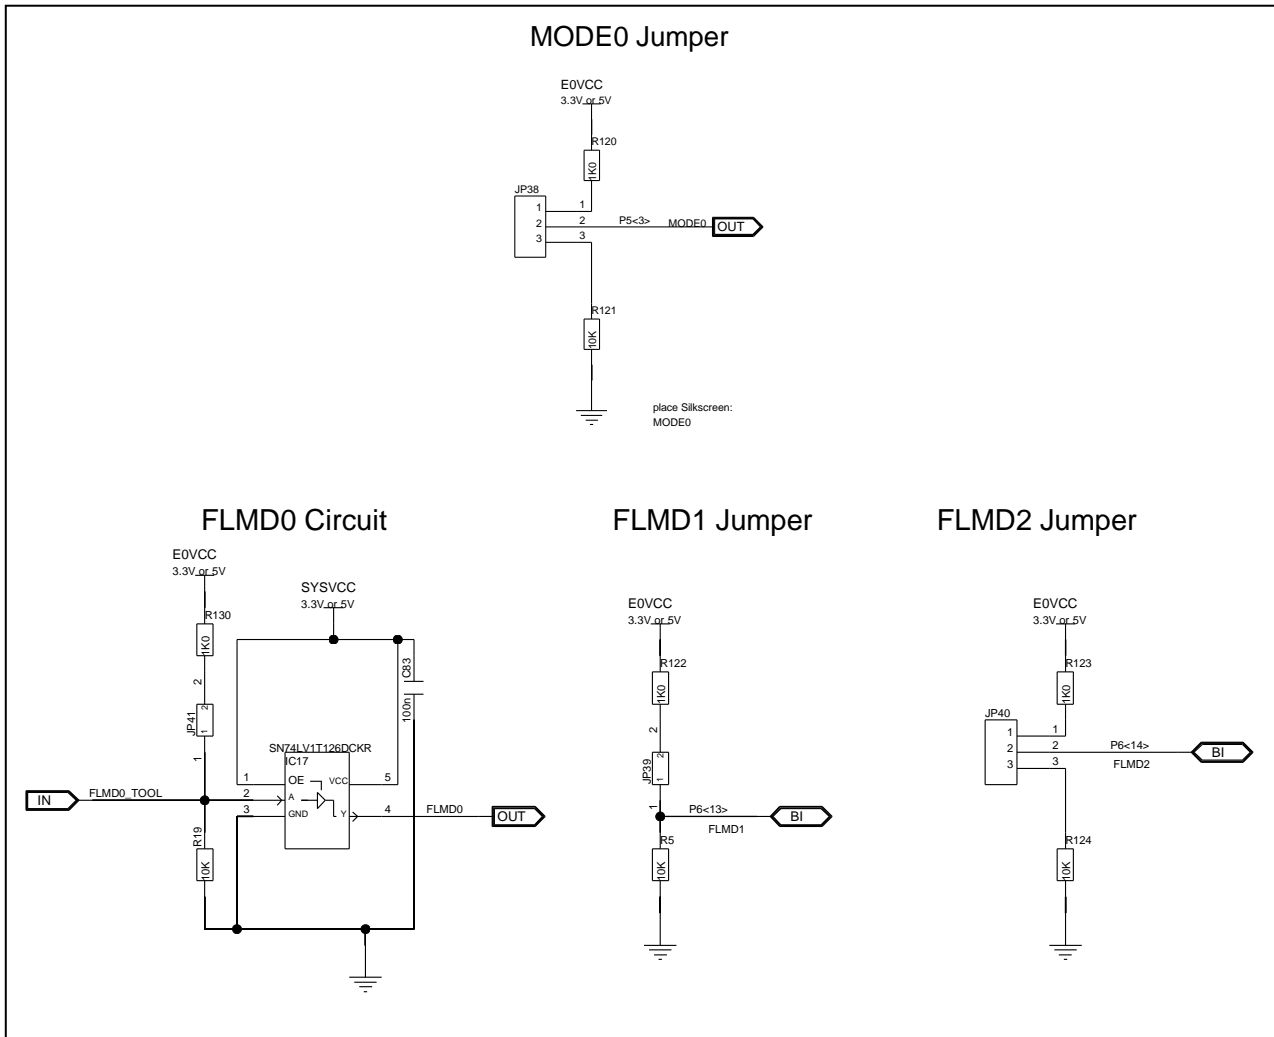 MODE0 Jumper
E0VCC
3.3V or 5V
R120
1K0
JP38
1 1
2 2 P5<3> MODE0 OUT
3 3
R121
10K
place Silkscreen:
MODE0
FLMD0 Circuit
E0VCC
3.3V or 5V
R130
1K0
2
JP41
2
1
1
SYSVCC
3.3V or 5V
C83
100n
SN74LV1T126DCKR
IC17
1 OE VCC 5
IN FLMD0_TOOL 2 A
3 GND Y 4 FLMD0 OUT
R19
10K
FLMD1 Jumper
E0VCC
3.3V or 5V
R122
1K0
2
JP39
2
1
1
P6<13> BI
FLMD1
R5
10K
FLMD2 Jumper
E0VCC
3.3V or 5V
R123
1K0
JP40
1 1
2 2 P6<14> BI
FLMD2
3 3
R124
10K